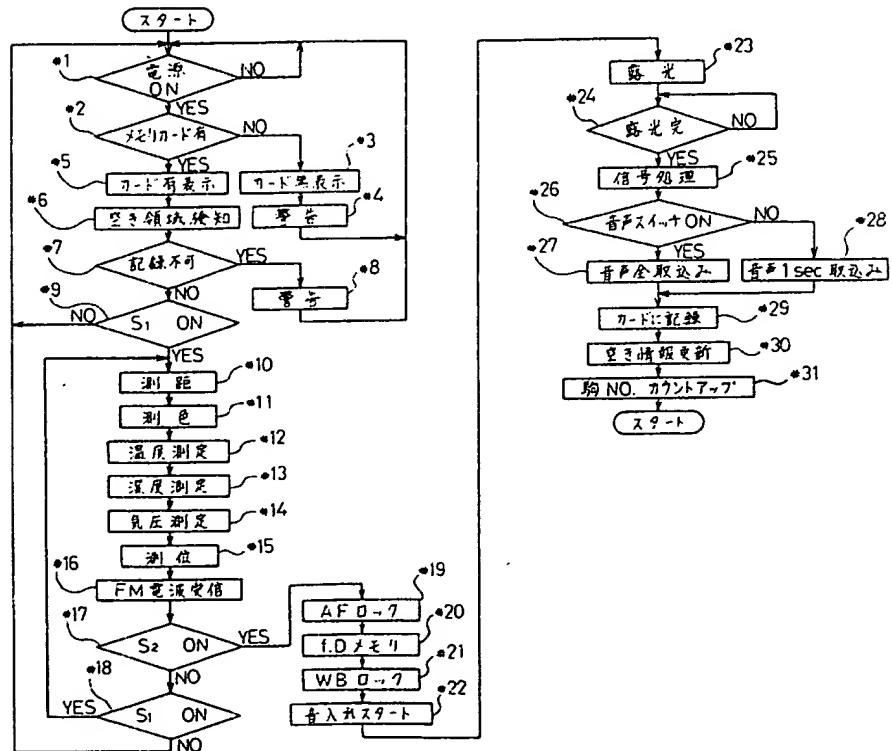 スタート
*1
電源
ON
NO
YES
*2
メモリカード有
NO
YES
*3
*5
カード有表示
カード無表示
*6
空き領域検知
警告
*4
*7
記録不可
YES
NO
*8
警告
*9
NO
S1 ON
YES
測距
*10
測色
*11
温度測定
*12
湿度測定
*13
気圧測定
*14
測位
*15
*16
FM電波受信
*17
S2 ON
YES
NO
*18
S1 ON
YES
NO
*19
AFロック
*20
f.Dメモリ
*21
WBロック
*22
音入れスタート
*23
露光
*24
露光完
NO
YES
*25
信号処理
*26
音声スイッチON
NO
YES
*27
*28
音声全取込み
音声1sec取込み
*29
カードに記録
*30
空き情報更新
*31
駒NO.カウントアップ
スタート